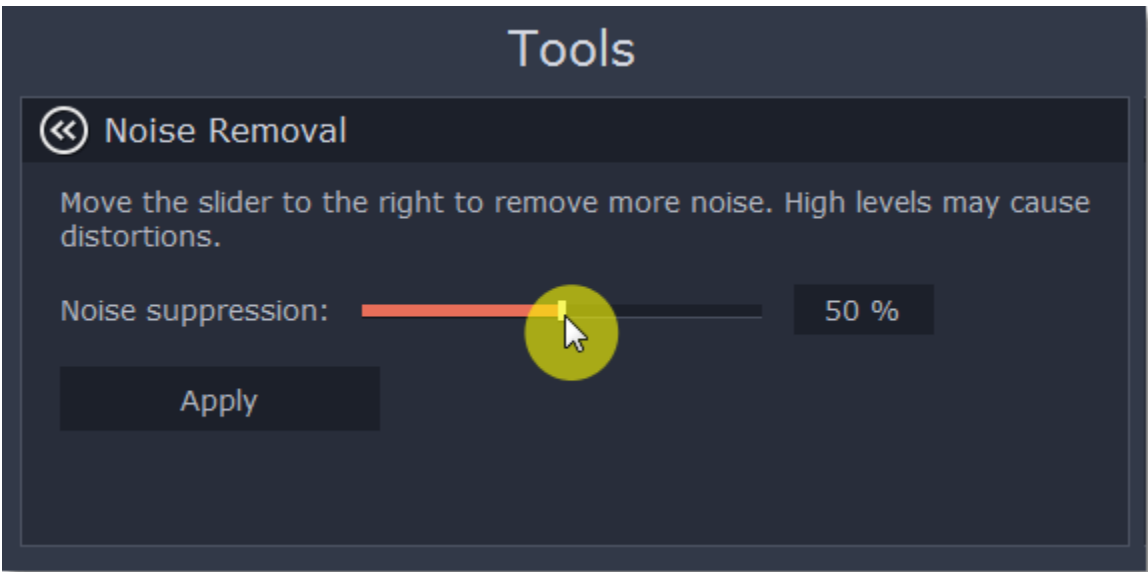 Tools
Noise Removal
Move the slider to the right to remove more noise. High levels may cause
distortions.
Noise suppression: 50 %
Apply